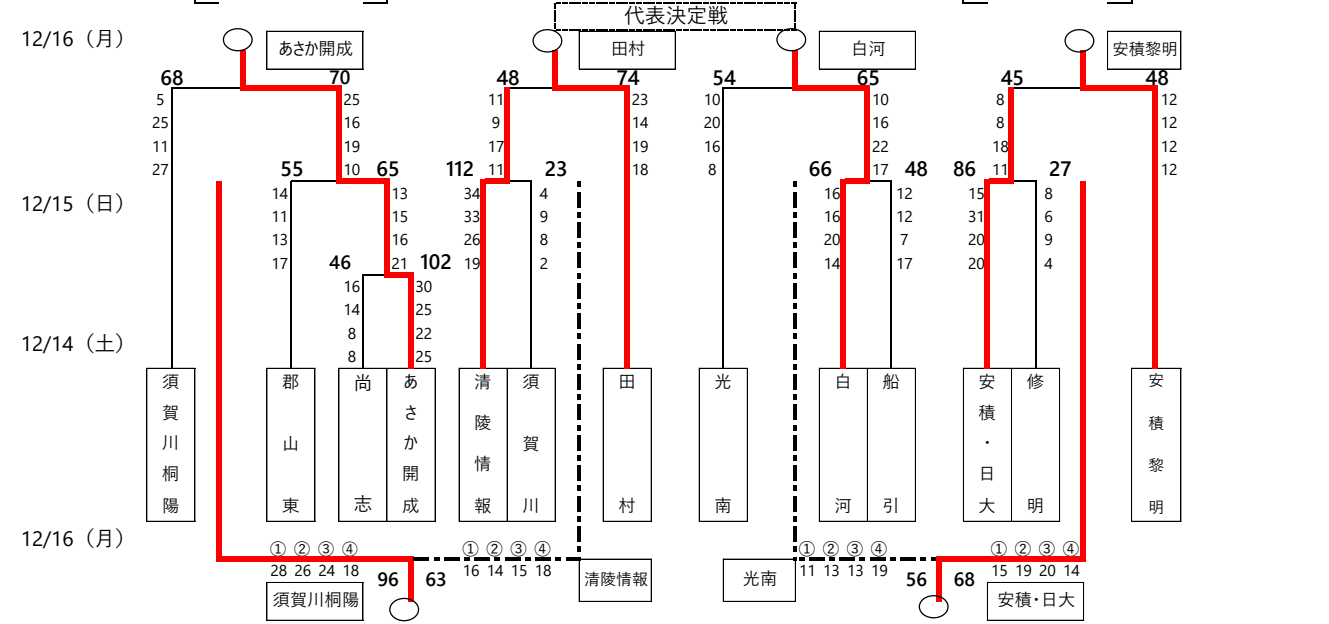 代表決定戦
12/16（月）
あさか開成
田村
白河
安積黎明
68 70 48 74 54 65 45 48
5 25 11 23 10 10 8 12
25 16 9 14 20 16 8 12
11 19 17 19 16 22 18 12
27 10 11 18 8 17 11 12
55 65 112 23 66 48 86 27
12/15（日）
14 13 34 4 16 12 15 8
11 15 33 9 16 12 31 6
13 16 26 8 20 7 20 9
17 21 19 2 14 17 20 4
46 102
16 30
14 25
8 22
8 25
12/14（土）
須賀川桐陽
郡山東
尚志
あさか開成
清陵情報
須賀川
田村
光南
白河
船引
安積・日大
修明
安積黎明
12/16（月）
① ② ③ ④ ① ② ③ ④ ① ② ③ ④ ① ② ③ ④
28 26 24 18 16 14 15 18 11 13 13 19 15 19 20 14
96 63 56 68
須賀川桐陽
清陵情報
光南
安積・日大